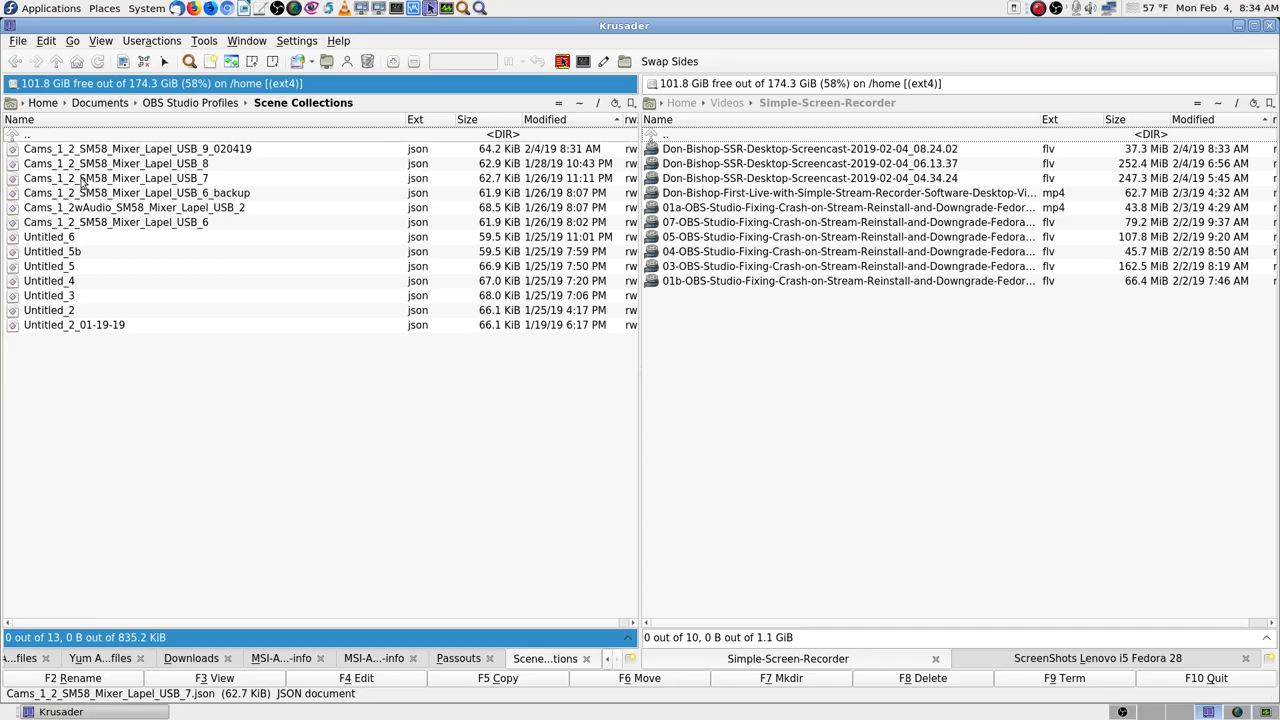 Applications Places System 57 °F Mon Feb 4, 8:34 AM
Krusader
File Edit Go View Useractions Tools Window Settings Help
Swap Sides
101.8 GiB free out of 174.3 GiB (58%) on /home [(ext4)]
Home Documents OBS Studio Profiles Scene Collections = ~ /
Name Ext Size Modified rw
.. <DIR>
Cams_1_2_SM58_Mixer_Lapel_USB_9_020419 json 64.2 KiB 2/4/19 8:31 AM rw
Cams_1_2_SM58_Mixer_Lapel_USB_8 json 62.9 KiB 1/28/19 10:43 PM rw
Cams_1_2_SM58_Mixer_Lapel_USB_7 json 62.7 KiB 1/26/19 11:11 PM rw
Cams_1_2_SM58_Mixer_Lapel_USB_6_backup json 61.9 KiB 1/26/19 8:07 PM rw
Cams_1_2wAudio_SM58_Mixer_Lapel_USB_2 json 68.5 KiB 1/26/19 8:07 PM rw
Cams_1_2_SM58_Mixer_Lapel_USB_6 json 61.9 KiB 1/26/19 8:02 PM rw
Untitled_6 json 59.5 KiB 1/25/19 11:01 PM rw
Untitled_5b json 59.5 KiB 1/25/19 7:59 PM rw
Untitled_5 json 66.9 KiB 1/25/19 7:50 PM rw
Untitled_4 json 67.0 KiB 1/25/19 7:20 PM rw
Untitled_3 json 68.0 KiB 1/25/19 7:06 PM rw
Untitled_2 json 66.1 KiB 1/25/19 4:17 PM rw
Untitled_2_01-19-19 json 66.1 KiB 1/19/19 6:17 PM rw
0 out of 13, 0 B out of 835.2 KiB
...files Yum A...files Downloads MSI-A...-info MSI-A...-info Passouts Scene...tions
101.8 GiB free out of 174.3 GiB (58%) on /home [(ext4)]
Home Videos Simple-Screen-Recorder = ~ /
Name Ext Size Modified rw
.. <DIR>
Don-Bishop-SSR-Desktop-Screencast-2019-02-04_08.24.02 flv 37.3 MiB 2/4/19 8:33 AM rw
Don-Bishop-SSR-Desktop-Screencast-2019-02-04_06.13.37 flv 252.4 MiB 2/4/19 6:56 AM rw
Don-Bishop-SSR-Desktop-Screencast-2019-02-04_04.34.24 flv 247.3 MiB 2/4/19 5:45 AM rw
Don-Bishop-First-Live-with-Simple-Stream-Recorder-Software-Desktop-Vi... mp4 62.7 MiB 2/3/19 4:32 AM rw
01a-OBS-Studio-Fixing-Crash-on-Stream-Reinstall-and-Downgrade-Fedora... mp4 43.8 MiB 2/3/19 4:29 AM rw
07-OBS-Studio-Fixing-Crash-on-Stream-Reinstall-and-Downgrade-Fedora... flv 79.2 MiB 2/2/19 9:37 AM rw
05-OBS-Studio-Fixing-Crash-on-Stream-Reinstall-and-Downgrade-Fedora... flv 107.8 MiB 2/2/19 9:20 AM rw
04-OBS-Studio-Fixing-Crash-on-Stream-Reinstall-and-Downgrade-Fedora... flv 45.7 MiB 2/2/19 8:50 AM rw
03-OBS-Studio-Fixing-Crash-on-Stream-Reinstall-and-Downgrade-Fedora... flv 162.5 MiB 2/2/19 8:19 AM rw
01b-OBS-Studio-Fixing-Crash-on-Stream-Reinstall-and-Downgrade-Fedor... flv 66.4 MiB 2/2/19 7:46 AM rw
0 out of 10, 0 B out of 1.1 GiB
Simple-Screen-Recorder ScreenShots Lenovo i5 Fedora 28
F2 Rename F3 View F4 Edit F5 Copy F6 Move F7 Mkdir F8 Delete F9 Term F10 Quit
Cams_1_2_SM58_Mixer_Lapel_USB_7.json (62.7 KiB) JSON document
Krusader